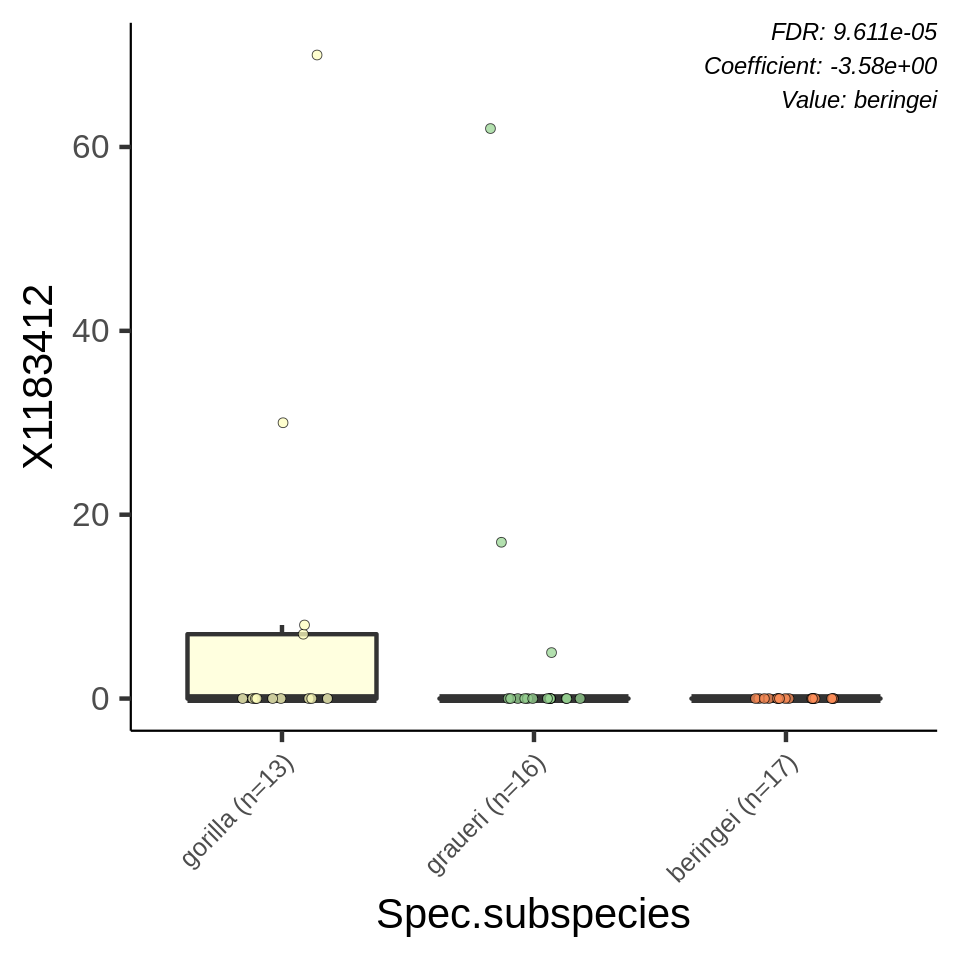 FDR: 9.611e-05
Coefficient: -3.58e+00
Value: beringei
60
40
20
0
X1183412
gorilla (n=13)
graueri (n=16)
beringei (n=17)
Spec.subspecies